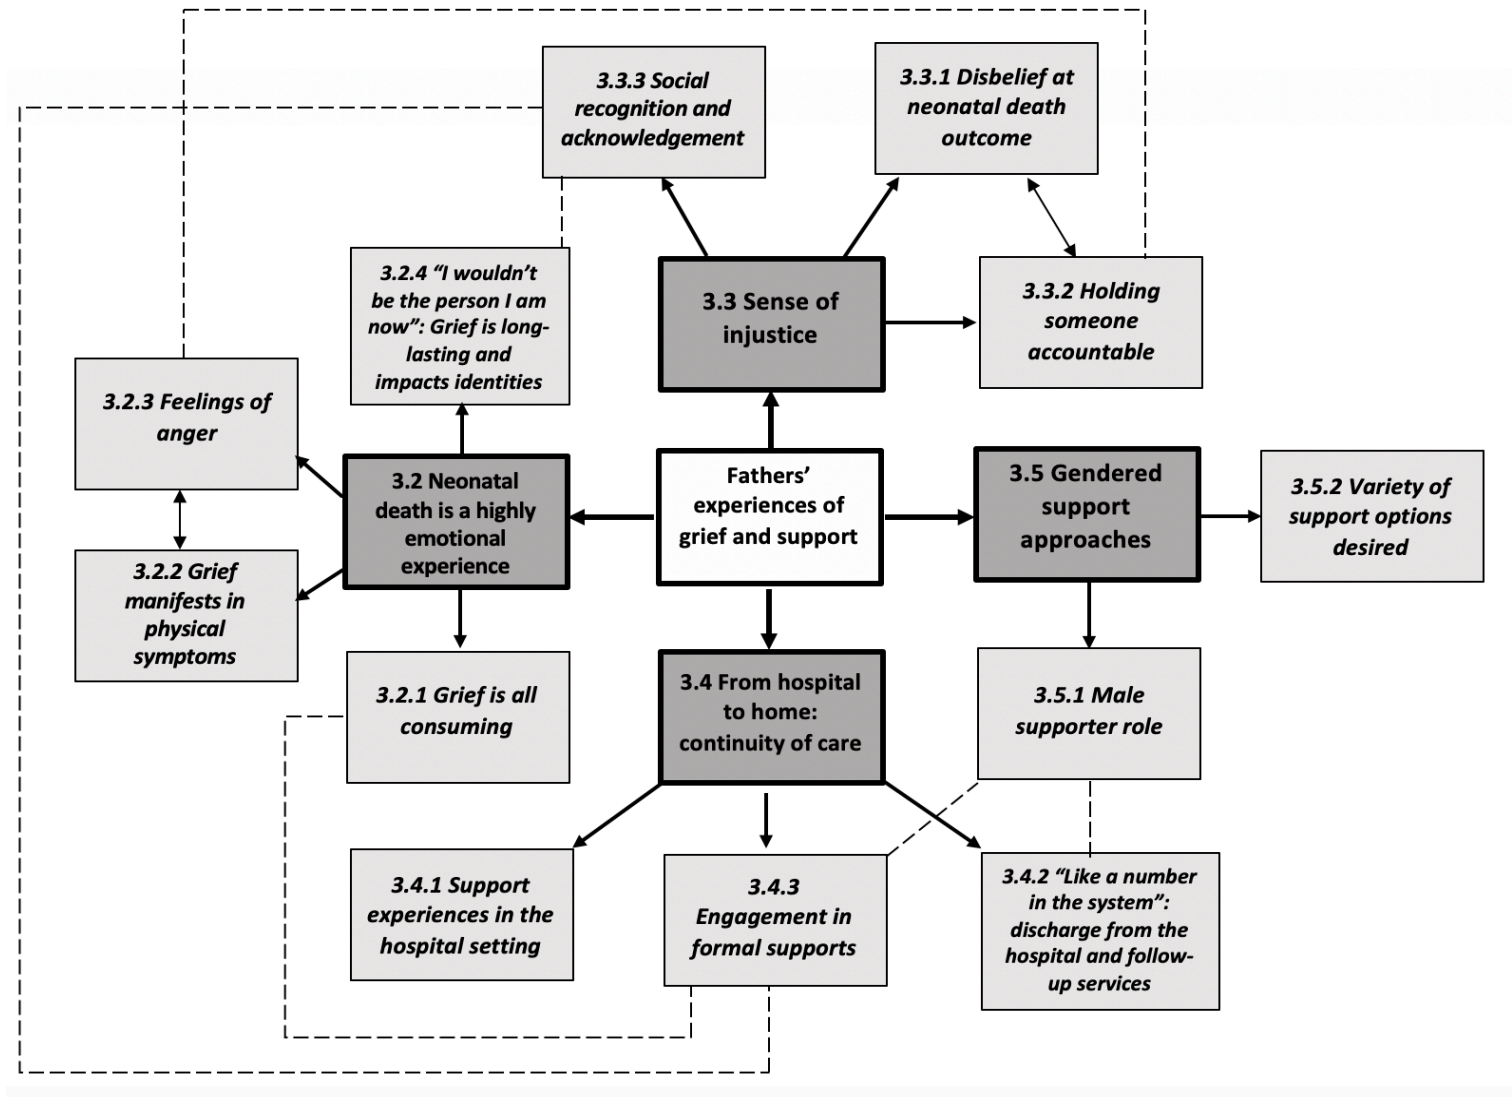 3.3.3 Social
recognition and
acknowledgement
3.3.1 Disbelief at
neonatal death
outcome
3.2.4 “I wouldn’t
be the person I am
now”: Grief is long-
lasting and
impacts identities
3.3 Sense of
injustice
3.3.2 Holding
someone
accountable
3.2.3 Feelings of
anger
3.2 Neonatal
death is a highly
emotional
experience
Fathers’
experiences of
grief and support
3.5 Gendered
support
approaches
3.5.2 Variety of
support options
desired
3.2.2 Grief
manifests in
physical
symptoms
3.2.1 Grief is all
consuming
3.4 From hospital
to home:
continuity of care
3.5.1 Male
supporter role
3.4.1 Support
experiences in the
hospital setting
3.4.3
Engagement in
formal supports
3.4.2 “Like a number
in the system”:
discharge from the
hospital and follow-
up services